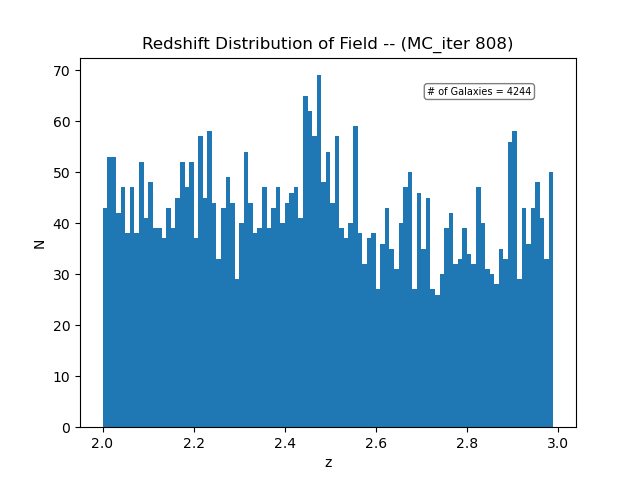 Redshift Distribution of Field -- (MC_iter 808)
# of Galaxies = 4244
70
60
50
40
30
20
10
0
N
2.0 2.2 2.4 2.6 2.8 3.0
z